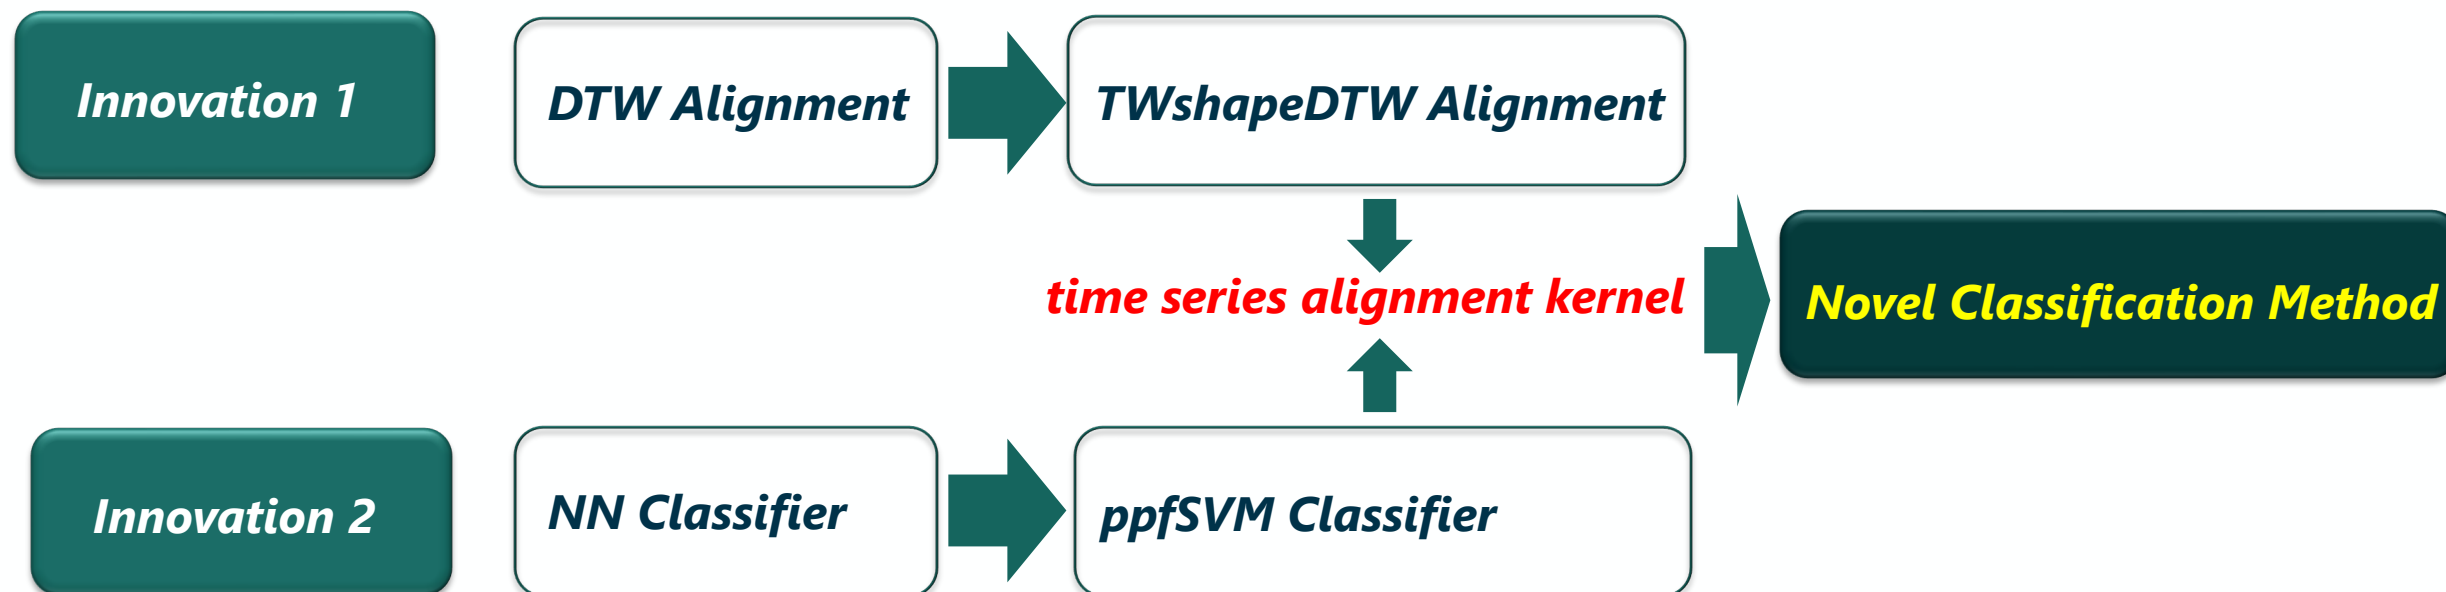 Innovation 1
DTW Alignment
TWshapeDTW Alignment
time series alignment kernel
Novel Classification Method
Innovation 2
NN Classifier
ppfSVM Classifier